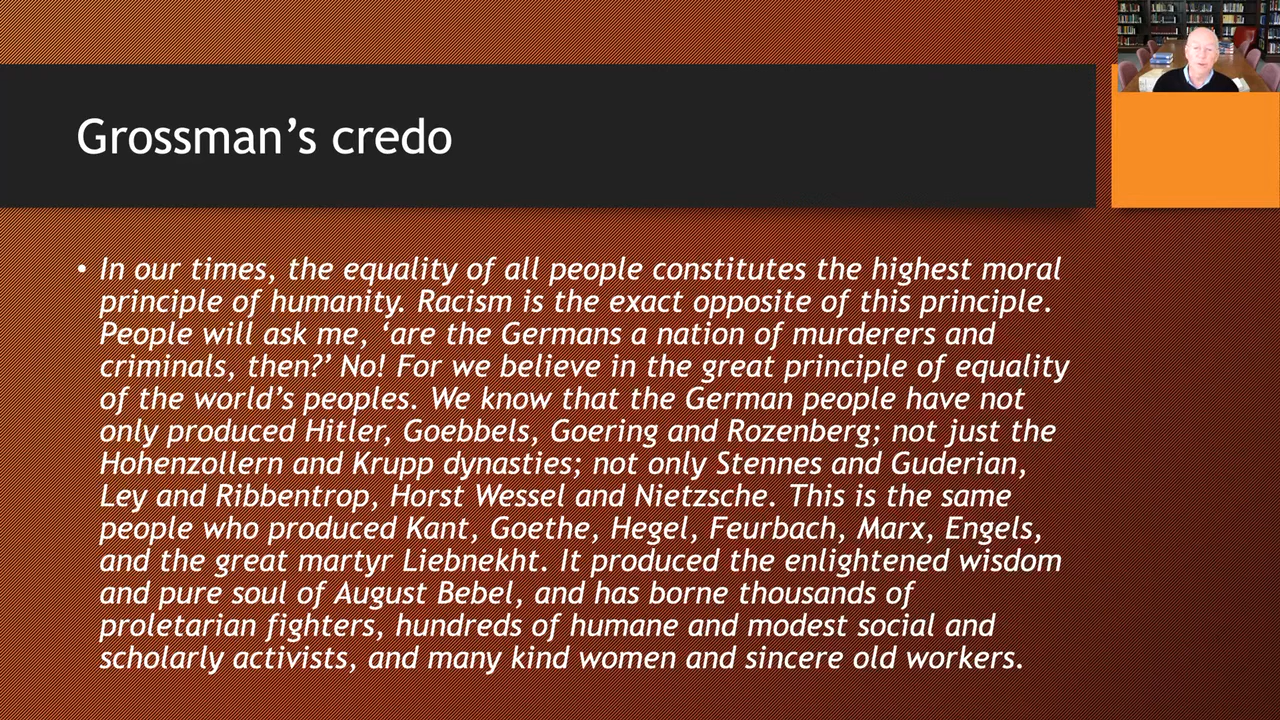 Grossman’s credo
• In our times, the equality of all people constitutes the highest moral
principle of humanity. Racism is the exact opposite of this principle.
People will ask me, ‘are the Germans a nation of murderers and
criminals, then?’ No! For we believe in the great principle of equality
of the world’s peoples. We know that the German people have not
only produced Hitler, Goebbels, Goering and Rozenberg; not just the
Hohenzollern and Krupp dynasties; not only Stennes and Guderian,
Ley and Ribbentrop, Horst Wessel and Nietzsche. This is the same
people who produced Kant, Goethe, Hegel, Feurbach, Marx, Engels,
and the great martyr Liebnekht. It produced the enlightened wisdom
and pure soul of August Bebel, and has borne thousands of
proletarian fighters, hundreds of humane and modest social and
scholarly activists, and many kind women and sincere old workers.